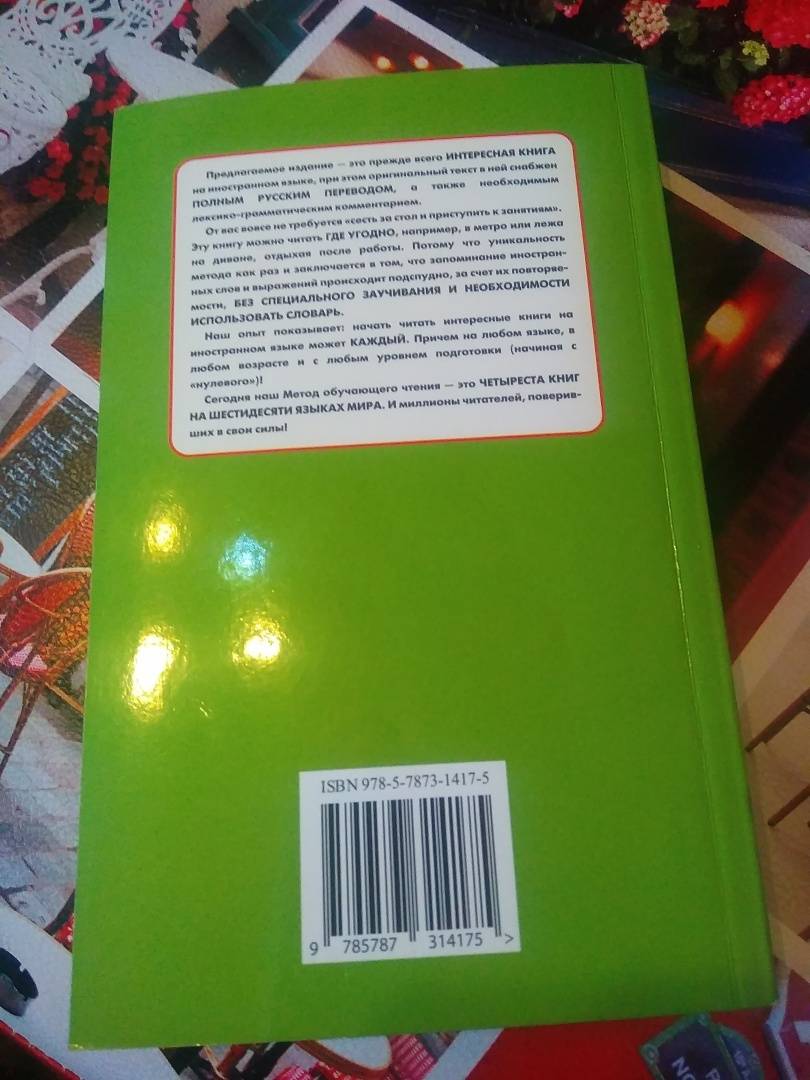 Предлагаемое издание — это прежде всего ИНТЕРЕСНАЯ КНИГА
на иностранном языке, при этом оригинальный текст в ней снабжен
ПОЛНЫМ РУССКИМ ПЕРЕВОДОМ, а также необходимым
лексико-грамматическим комментарием.
От вас вовсе не требуется «сесть за стол и приступить к занятиям».
Эту книгу можно читать ГДЕ УГОДНО, например, в метро или лежа
на диване, отдыхая после работы. Потому что уникальность
метода как раз и заключается в том, что запоминание иностран-
ных слов и выражений происходит подспудно, за счет их повторяе-
мости, БЕЗ СПЕЦИАЛЬНОГО ЗАУЧИВАНИЯ И НЕОБХОДИМОСТИ
ИСПОЛЬЗОВАТЬ СЛОВАРЬ.
Наш опыт показывает: начать читать интересные книги на
иностранном языке может КАЖДЫЙ. Причем на любом языке, в
любом возрасте и с любым уровнем подготовки (начиная с
«нулевого»)!
Сегодня наш Метод обучающего чтения — это ЧЕТЫРЕСТА КНИГ
НА ШЕСТИДЕСЯТИ ЯЗЫКАХ МИРА. И миллионы читателей, поверив-
ших в свои силы!
ISBN 978-5-7873-1417-5
9 785787 314175 >